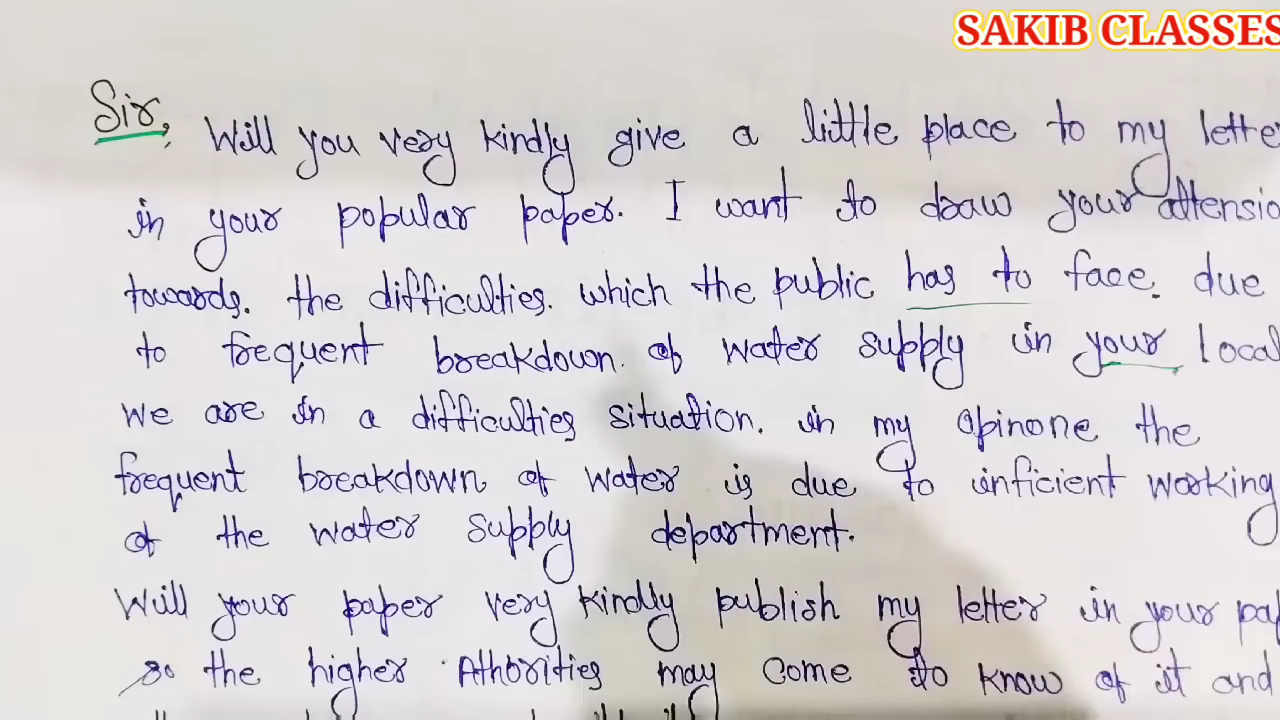 SAKIB CLASSES
Sir, Will you very kindly give a little place to my lette
in your popular paper. I want to draw your attensio
towards. the difficulties. which the public has to face. due
to frequent breakdown. of water supply in your local
We are in a difficulties situation. in my opinone the
frequent breakdown of water is due to inficient working
of the water supply department.
Will your paper very kindly publish my letter in your pap
so the higher Athorities may come to know of it and